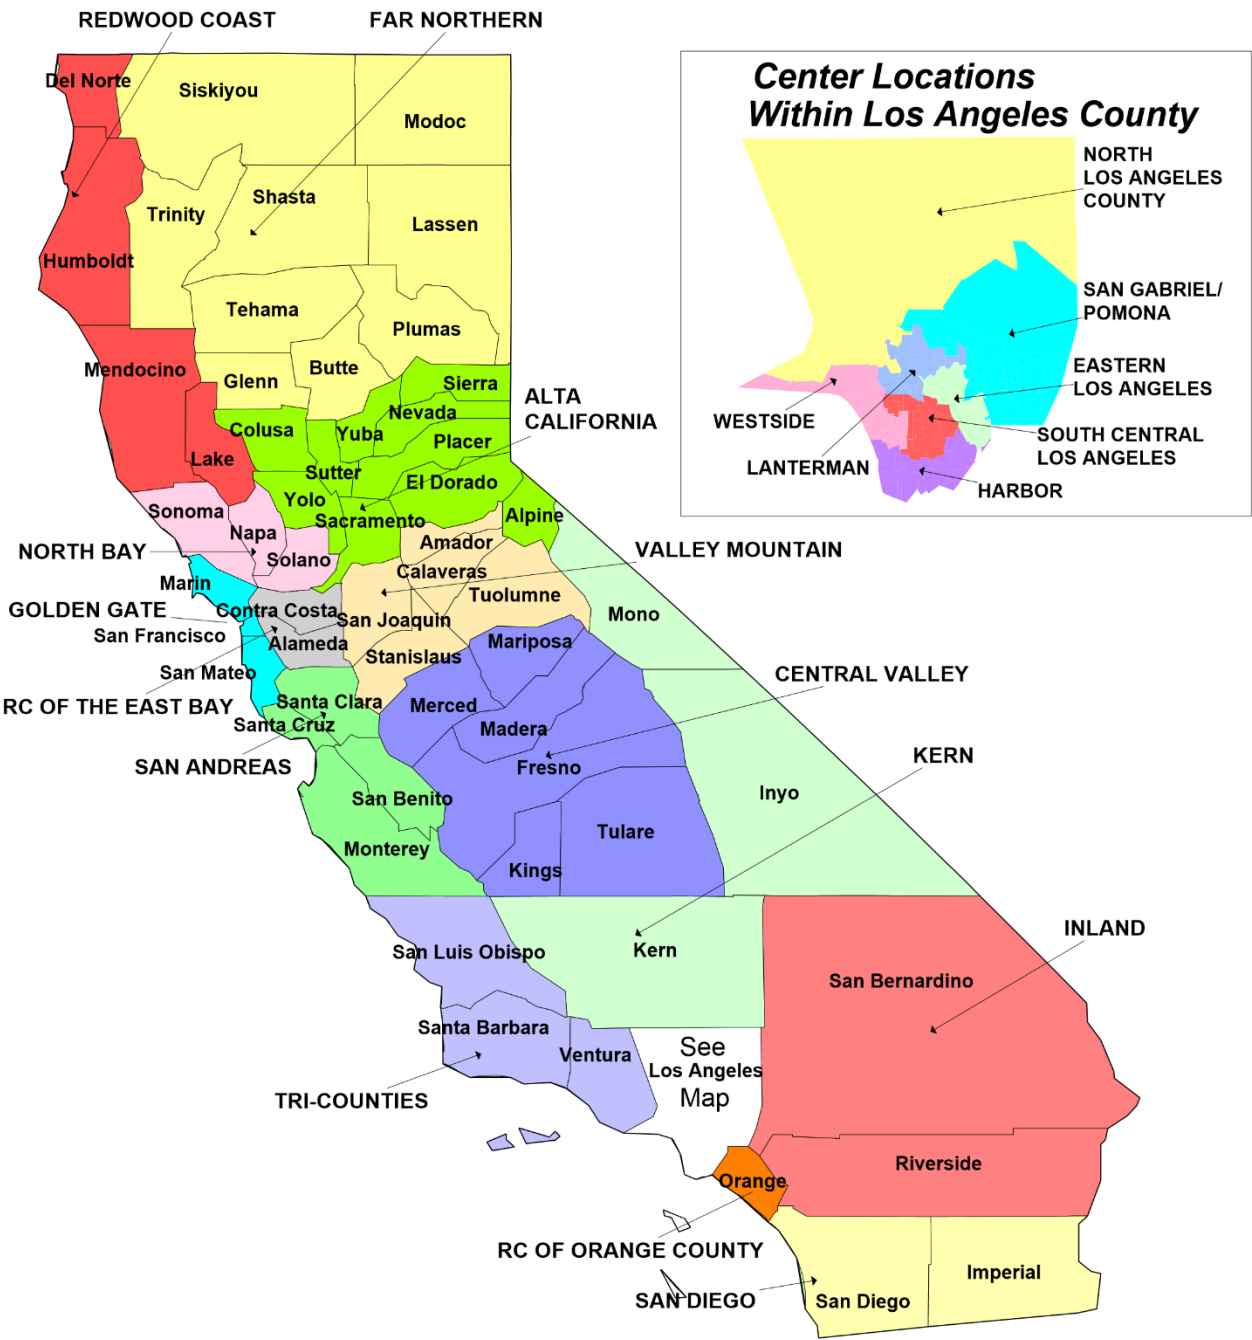 REDWOOD COAST
FAR NORTHERN
Del Norte
Siskiyou
Modoc
Trinity
Shasta
Lassen
Humboldt
Tehama
Plumas
Mendocino
Glenn
Butte
Sierra
Nevada
ALTA
CALIFORNIA
Colusa
Yuba
Placer
Lake
Sutter
El Dorado
Yolo
Sonoma
Sacramento
Alpine
Napa
Amador
NORTH BAY
Solano
VALLEY MOUNTAIN
Marin
Calaveras
Tuolumne
GOLDEN GATE
Contra Costa
San Joaquin
Mono
San Francisco
Alameda
Mariposa
Stanislaus
San Mateo
CENTRAL VALLEY
RC OF THE EAST BAY
Santa Clara
Merced
Santa Cruz
Madera
SAN ANDREAS
Fresno
KERN
San Benito
Inyo
Monterey
Tulare
Kings
INLAND
San Luis Obispo
Kern
San Bernardino
Santa Barbara
Ventura
See
Los Angeles
Map
TRI-COUNTIES
Riverside
Orange
RC OF ORANGE COUNTY
Imperial
SAN DIEGO
San Diego
Center Locations
Within Los Angeles County
NORTH
LOS ANGELES
COUNTY
SAN GABRIEL/
POMONA
EASTERN
LOS ANGELES
WESTSIDE
SOUTH CENTRAL
LOS ANGELES
LANTERMAN
HARBOR